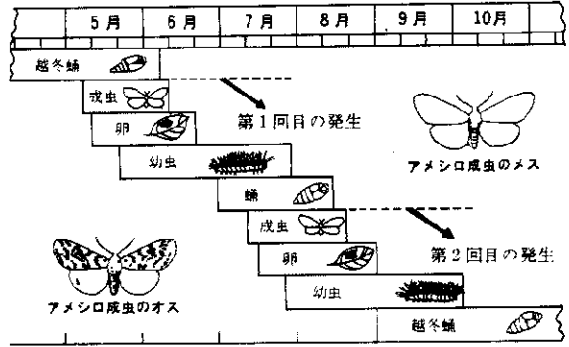 5月 6月 7月 8月 9月 10月
越冬蛹
成虫
第1回目の発生
卵
幼虫
アメシロ成虫のメス
蛹
成虫
第2回目の発生
卵
幼虫
アメシロ成虫のオス
越冬蛹